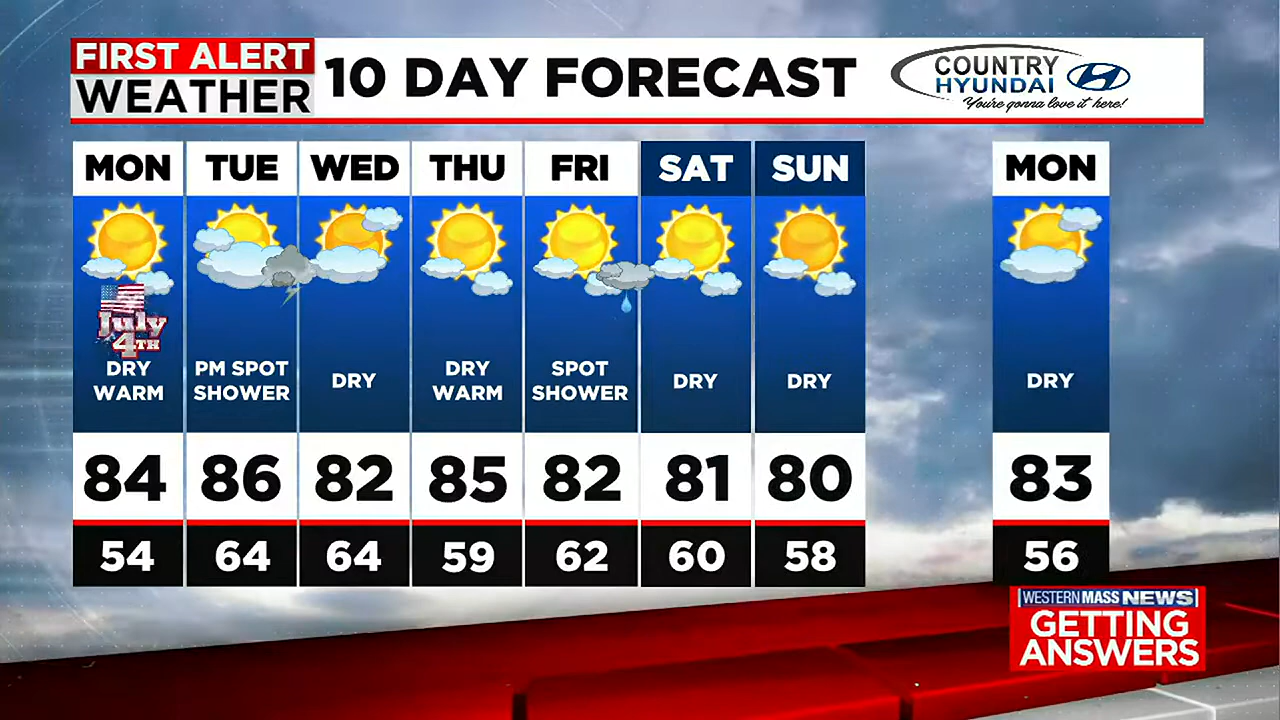 FIRST ALERT
WEATHER
10 DAY FORECAST
COUNTRY
HYUNDAI
You're gonna love it here!
MON TUE WED THU FRI SAT SUN MON
July
4TH
DRY
WARM
PM SPOT
SHOWER
DRY
DRY
WARM
SPOT
SHOWER
DRY
DRY
DRY
84 86 82 85 82 81 80 83
54 64 64 59 62 60 58 56
WESTERN MASS NEWS
GETTING
ANSWERS